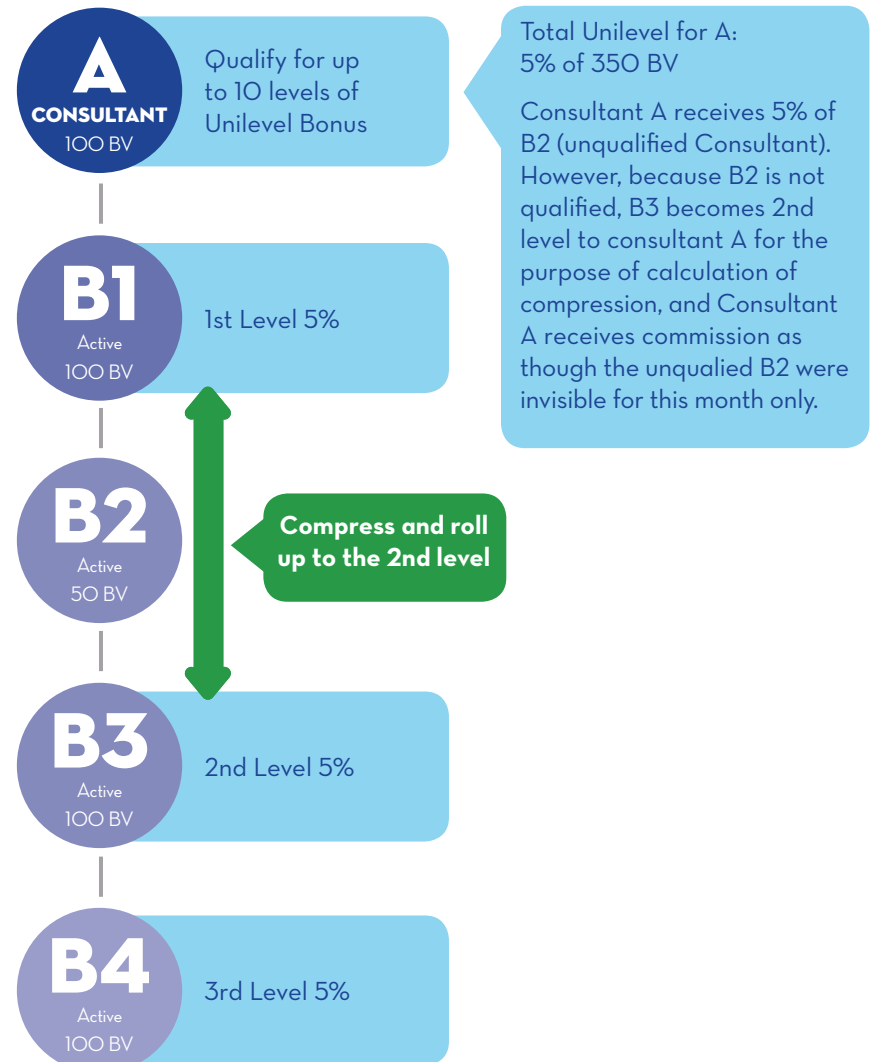 A
CONSULTANT
100 BV
Qualify for up
to 10 levels of
Unilevel Bonus
Total Unilevel for A:
5% of 350 BV
Consultant A receives 5% of
B2 (unqualified Consultant).
However, because B2 is not
qualified, B3 becomes 2nd
level to consultant A for the
purpose of calculation of
compression, and Consultant
A receives commission as
though the unqualied B2 were
invisible for this month only.
B1
Active
100 BV
1st Level 5%
B2
Active
50 BV
Compress and roll
up to the 2nd level
B3
Active
100 BV
2nd Level 5%
B4
Active
100 BV
3rd Level 5%